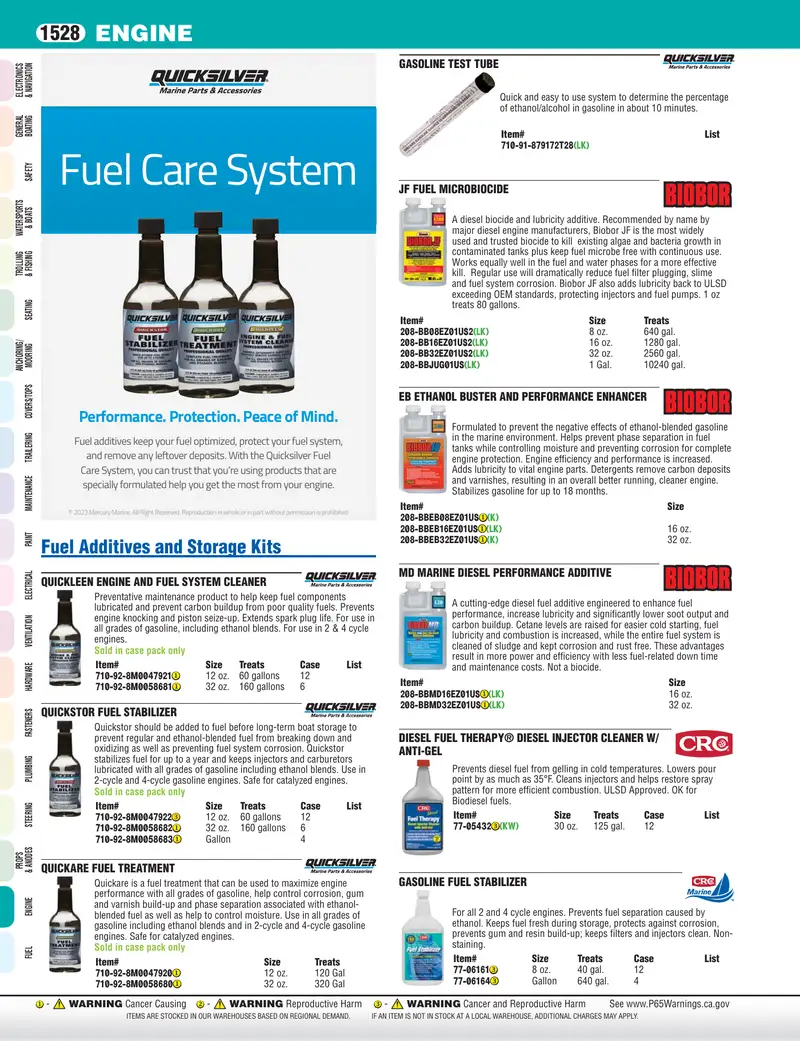 1528 ENGINE
ELECTRONICS
& NAVIGATION
GENERAL
BOATING
SAFETY
WATERSPORTS
& BOATS
TROLLING
& FISHING
SEATING
ANCHORING/
MOORING
COVERS/TOPS
TRAILERING
MAINTENANCE
PAINT
ELECTRICAL
VENTILATION
HARDWARE
FASTENERS
PLUMBING
STEERING
PROPS
& ANODES
ENGINE
FUEL
QUICKSILVER
Marine Parts & Accessories
Fuel Care System
QUICKSILVER
FUEL
STABILIZER
QUICKSILVER
FUEL
TREATMENT
QUICKSILVER
ENGINE & FUEL
SYSTEM CLEANER
Performance. Protection. Peace of Mind.
Fuel additives keep your fuel optimized, protect your fuel system,
and remove any leftover deposits. With the Quicksilver Fuel
Care System, you can trust that you're using products that are
specially formulated help you get the most from your engine.
© 2023 Mercury Marine. All Right Reserved. Reproduction in whole or in part without permission is prohibited
Fuel Additives and Storage Kits
QUICKLEEN ENGINE AND FUEL SYSTEM CLEANER
QUICKSILVER
Marine Parts & Accessories
Preventative maintenance product to help keep fuel components
lubricated and prevent carbon buildup from poor quality fuels. Prevents
engine knocking and piston seize-up. Extends spark plug life. For use in
all grades of gasoline, including ethanol blends. For use in 2 & 4 cycle
engines.
Sold in case pack only
Item# Size Treats Case List
710-92-8M0047921 1 12 oz. 60 gallons 12
710-92-8M0058681 1 32 oz. 160 gallons 6
QUICKSTOR FUEL STABILIZER
QUICKSILVER
Marine Parts & Accessories
Quickstor should be added to fuel before long-term boat storage to
prevent regular and ethanol-blended fuel from breaking down and
oxidizing as well as preventing fuel system corrosion. Quickstor
stabilizes fuel for up to a year and keeps injectors and carburetors
lubricated with all grades of gasoline including ethanol blends. Use in
2-cycle and 4-cycle gasoline engines. Safe for catalyzed engines.
Sold in case pack only
Item# Size Treats Case List
710-92-8M0047922 3 12 oz. 60 gallons 12
710-92-8M0058682 1 32 oz. 160 gallons 6
710-92-8M0058683 1 Gallon 4
QUICKARE FUEL TREATMENT
QUICKSILVER
Marine Parts & Accessories
Quickare is a fuel treatment that can be used to maximize engine
performance with all grades of gasoline, help control corrosion, gum
and varnish build-up and phase separation associated with ethanol-
blended fuel as well as help to control moisture. Use in all grades of
gasoline including ethanol blends and in 2-cycle and 4-cycle gasoline
engines. Safe for catalyzed engines.
Sold in case pack only
Item# Size Treats
710-92-8M0047920 1 12 oz. 120 Gal
710-92-8M0058680 1 32 oz. 320 Gal
GASOLINE TEST TUBE
QUICKSILVER
Marine Parts & Accessories
Quick and easy to use system to determine the percentage
of ethanol/alcohol in gasoline in about 10 minutes.
Item# List
710-91-879172T28(LK)
JF FUEL MICROBIOCIDE
BIOBOR
A diesel biocide and lubricity additive. Recommended by name by
major diesel engine manufacturers, Biobor JF is the most widely
used and trusted biocide to kill existing algae and bacteria growth in
contaminated tanks plus keep fuel microbe free with continuous use.
Works equally well in the fuel and water phases for a more effective
kill. Regular use will dramatically reduce fuel filter plugging, slime
and fuel system corrosion. Biobor JF also adds lubricity back to ULSD
exceeding OEM standards, protecting injectors and fuel pumps. 1 oz
treats 80 gallons.
Item# Size Treats
208-BB08EZ01US2(LK) 8 oz. 640 gal.
208-BB16EZ01US2(LK) 16 oz. 1280 gal.
208-BB32EZ01US2(LK) 32 oz. 2560 gal.
208-BBJUG01US(LK) 1 Gal. 10240 gal.
EB ETHANOL BUSTER AND PERFORMANCE ENHANCER
BIOBOR
Formulated to prevent the negative effects of ethanol-blended gasoline
in the marine environment. Helps prevent phase separation in fuel
tanks while controlling moisture and preventing corrosion for complete
engine protection. Engine efficiency and performance is increased.
Adds lubricity to vital engine parts. Detergents remove carbon deposits
and varnishes, resulting in an overall better running, cleaner engine.
Stabilizes gasoline for up to 18 months.
Item# Size
208-BBEB08EZ01US 1 (K)
208-BBEB16EZ01US 1 (LK) 16 oz.
208-BBEB32EZ01US 1 (K) 32 oz.
MD MARINE DIESEL PERFORMANCE ADDITIVE
BIOBOR
A cutting-edge diesel fuel additive engineered to enhance fuel
performance, increase lubricity and significantly lower soot output and
carbon buildup. Cetane levels are raised for easier cold starting, fuel
lubricity and combustion is increased, while the entire fuel system is
cleaned of sludge and kept corrosion and rust free. These advantages
result in more power and efficiency with less fuel-related down time
and maintenance costs. Not a biocide.
Item# Size
208-BBMD16EZ01US 1 (LK) 16 oz.
208-BBMD32EZ01US 1 (LK) 32 oz.
DIESEL FUEL THERAPY® DIESEL INJECTOR CLEANER W/
ANTI-GEL
CRC
Prevents diesel fuel from gelling in cold temperatures. Lowers pour
point by as much as 35°F. Cleans injectors and helps restore spray
pattern for more efficient combustion. ULSD Approved. OK for
Biodiesel fuels.
Item# Size Treats Case List
77-05432 3 (KW) 30 oz. 125 gal. 12
GASOLINE FUEL STABILIZER
CRC
Marine
For all 2 and 4 cycle engines. Prevents fuel separation caused by
ethanol. Keeps fuel fresh during storage, protects against corrosion,
prevents gum and resin build-up; keeps filters and injectors clean. Non-
staining.
Item# Size Treats Case List
77-06161 3 8 oz. 40 gal. 12
77-06164 3 Gallon 640 gal. 4
1 - WARNING Cancer Causing 2 - WARNING Reproductive Harm 3 - WARNING Cancer and Reproductive Harm See www.P65Warnings.ca.gov
ITEMS ARE STOCKED IN OUR WAREHOUSES BASED ON REGIONAL DEMAND. IF AN ITEM IS NOT IN STOCK AT A LOCAL WAREHOUSE, ADDITIONAL CHARGES MAY APPLY.